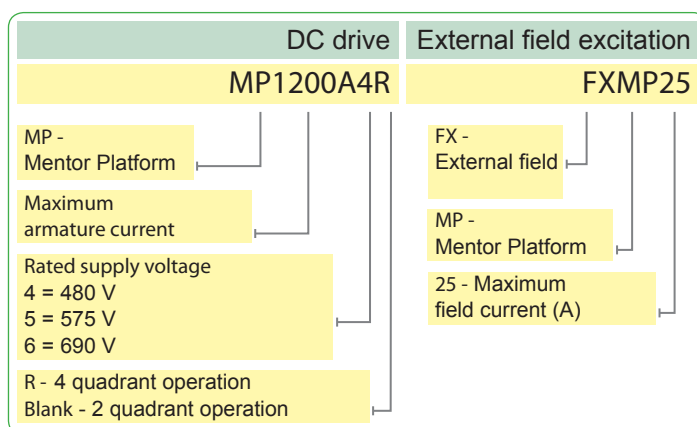 DC drive
External field excitation
MP1200A4R
FXMP25
MP -
Mentor Platform
Maximum
armature current
Rated supply voltage
4 = 480 V
5 = 575 V
6 = 690 V
R - 4 quadrant operation
Blank - 2 quadrant operation
FX -
External field
MP -
Mentor Platform
25 - Maximum
field current (A)